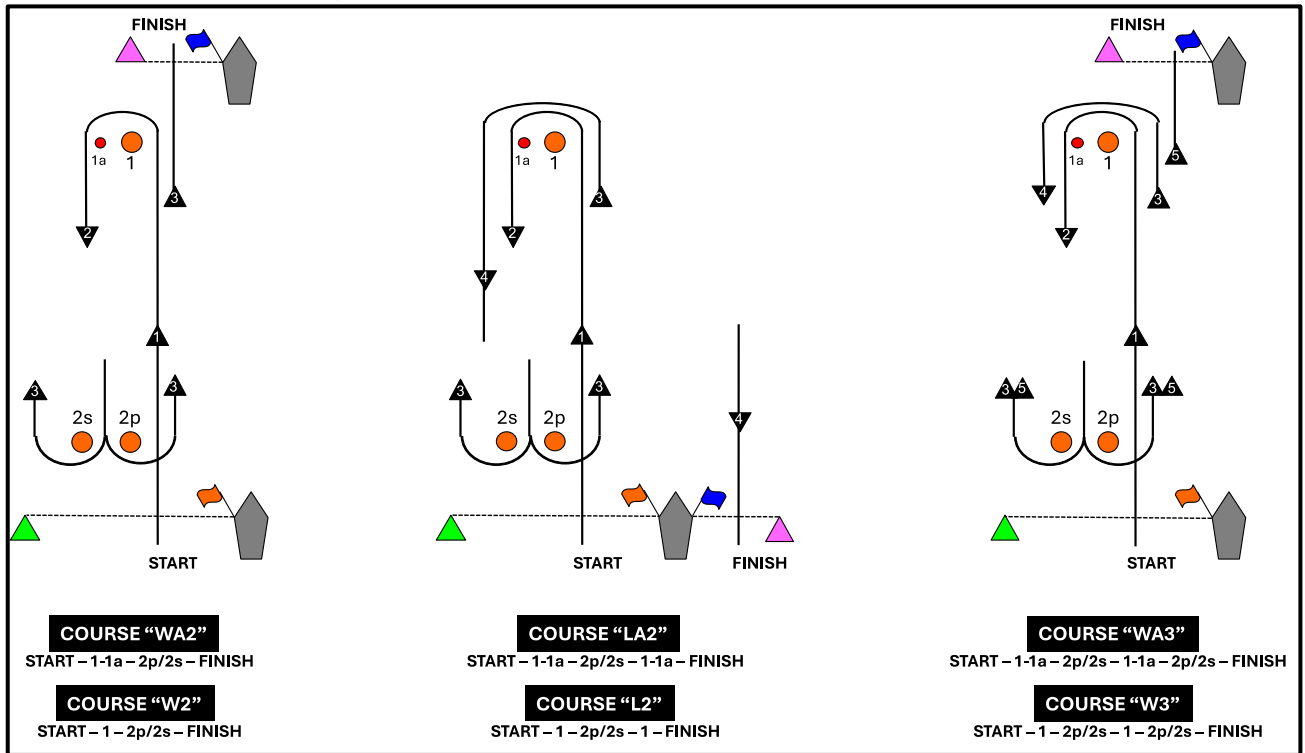 FINISH
1a
1
3
2
1
3
3
2s
2p
START
COURSE “WA2”
START – 1-1a – 2p/2s – FINISH
COURSE “W2”
START – 1 – 2p/2s – FINISH
1a
1
3
2
4
1
3
3
4
2s
2p
START
FINISH
COURSE “LA2”
START – 1-1a – 2p/2s – 1-1a – FINISH
COURSE “L2”
START – 1 – 2p/2s – 1 – FINISH
FINISH
1a
1
5
4
3
2
1
3 5
3 5
2s
2p
START
COURSE “WA3”
START – 1-1a – 2p/2s – 1-1a – 2p/2s – FINISH
COURSE “W3”
START – 1 – 2p/2s – 1 – 2p/2s – FINISH